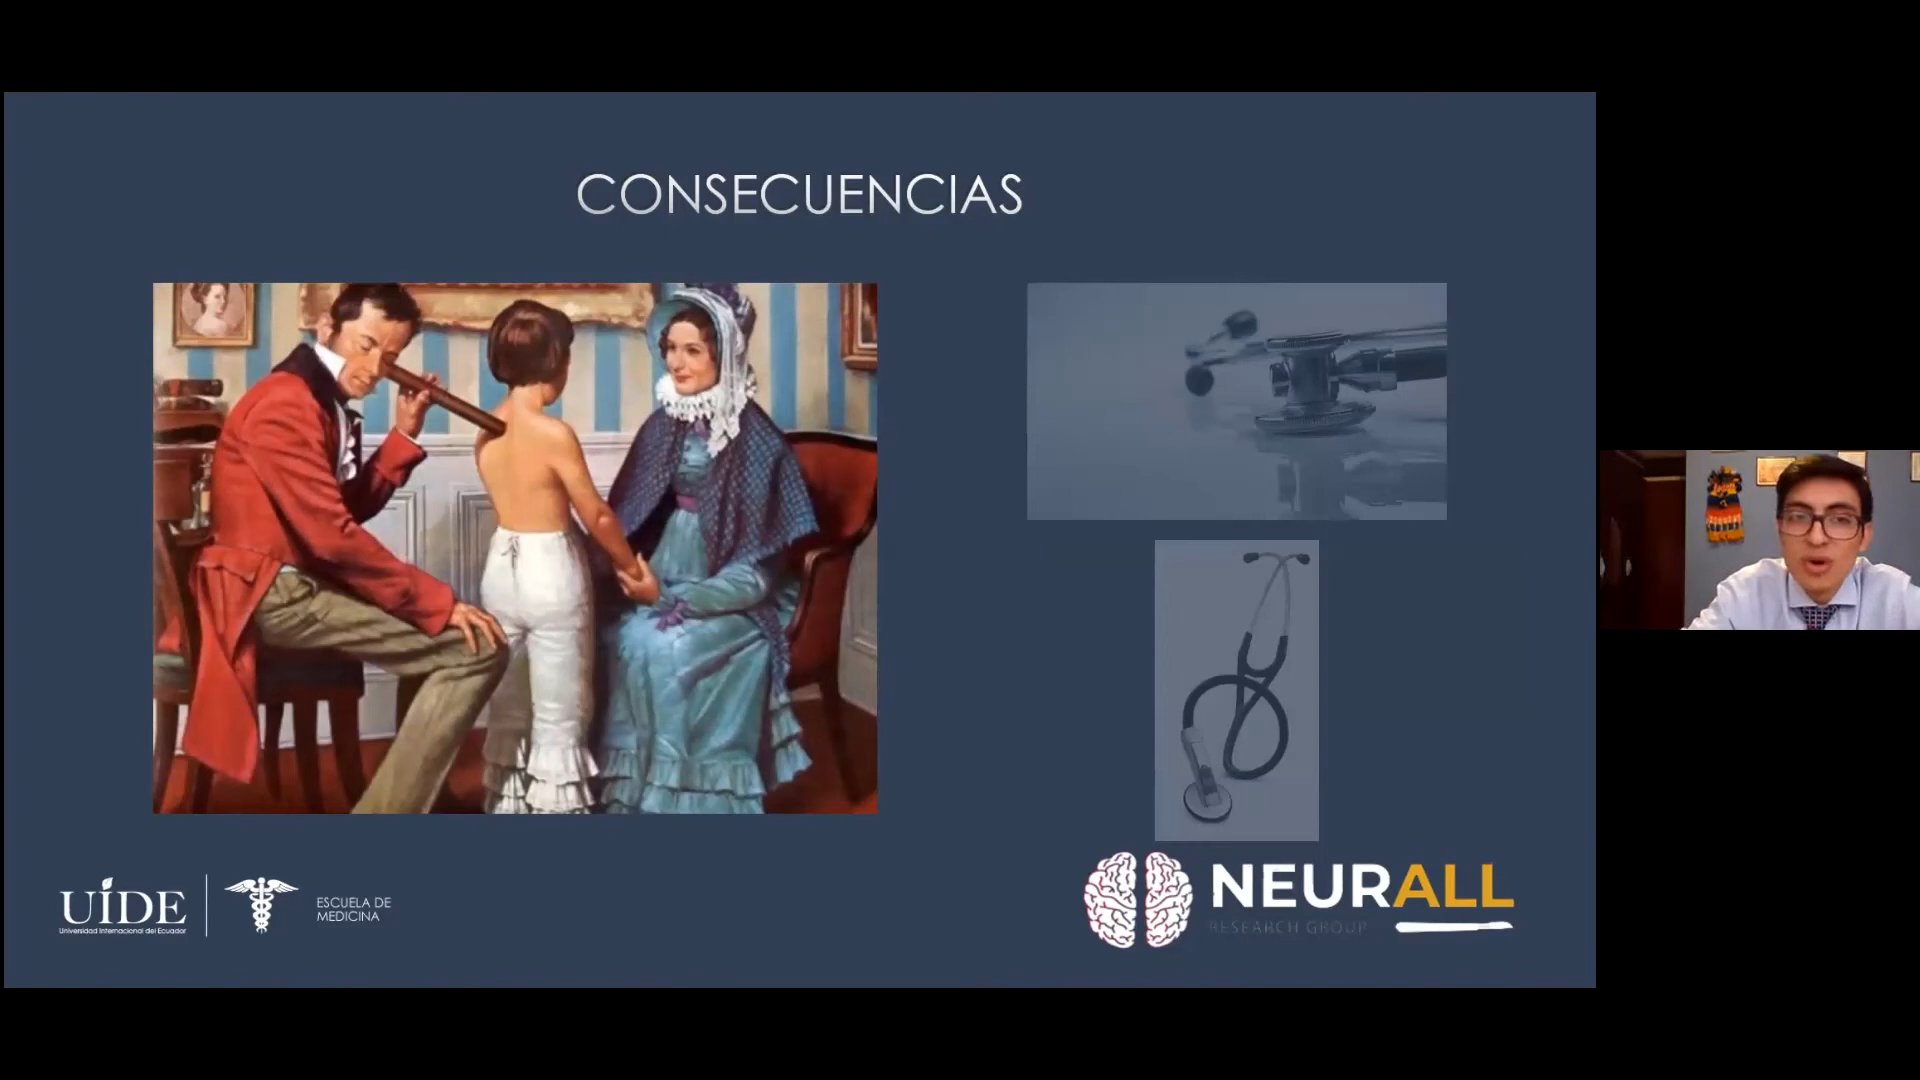 CONSECUENCIAS
UIDE
Universidad Internacional del Ecuador
ESCUELA DE
MEDICINA
NEURALL
RESEARCH GROUP